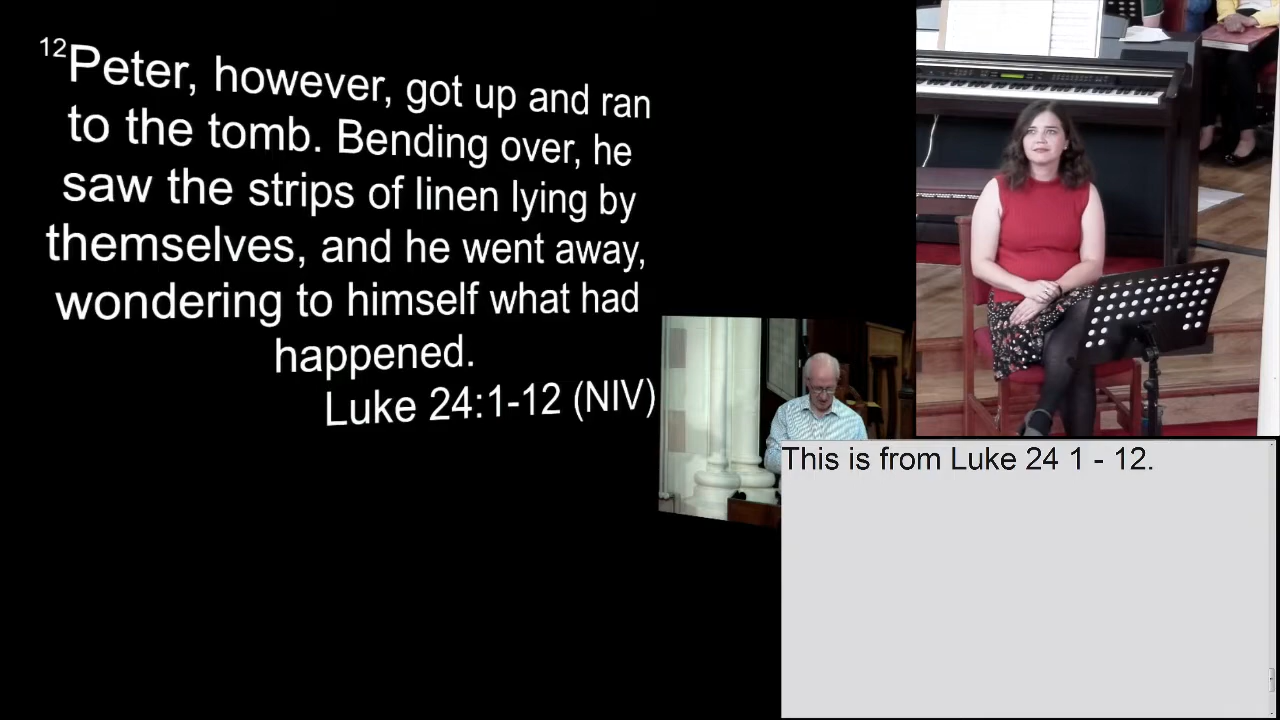 12Peter, however, got up and ran
to the tomb. Bending over, he
saw the strips of linen lying by
themselves, and he went away,
wondering to himself what had
happened.
Luke 24:1-12 (NIV)
This is from Luke 24 1 - 12.